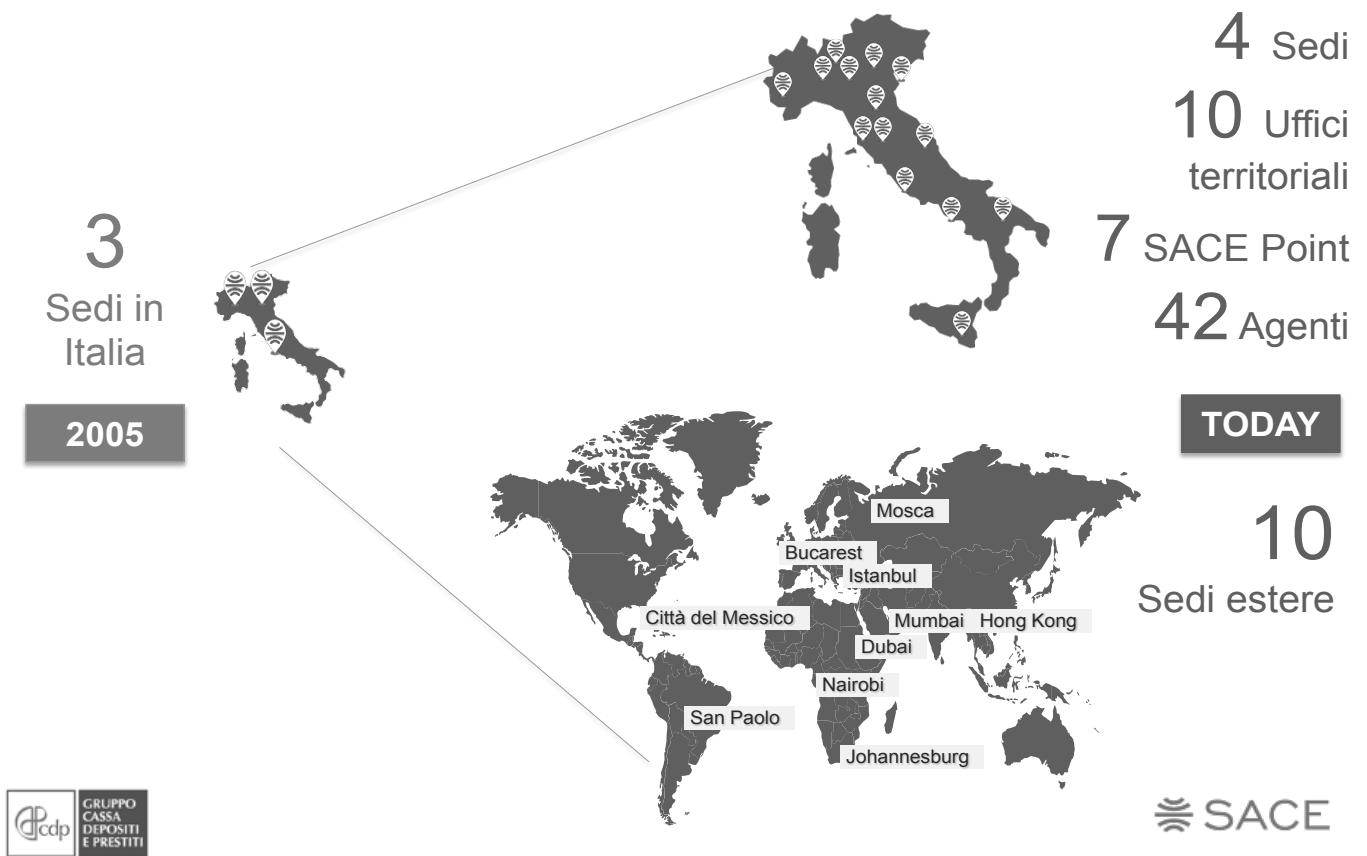 3
Sedi in
Italia
2005
4 Sedi
10 Uffici
territoriali
7 SACE Point
42 Agenti
TODAY
10
Sedi estere
Mosca
Bucarest
Istanbul
Città del Messico
Mumbai
Hong Kong
Dubai
Nairobi
San Paolo
Johannesburg
cdp
GRUPPO
CASSA
DEPOSITI
E PRESTITI
SACE